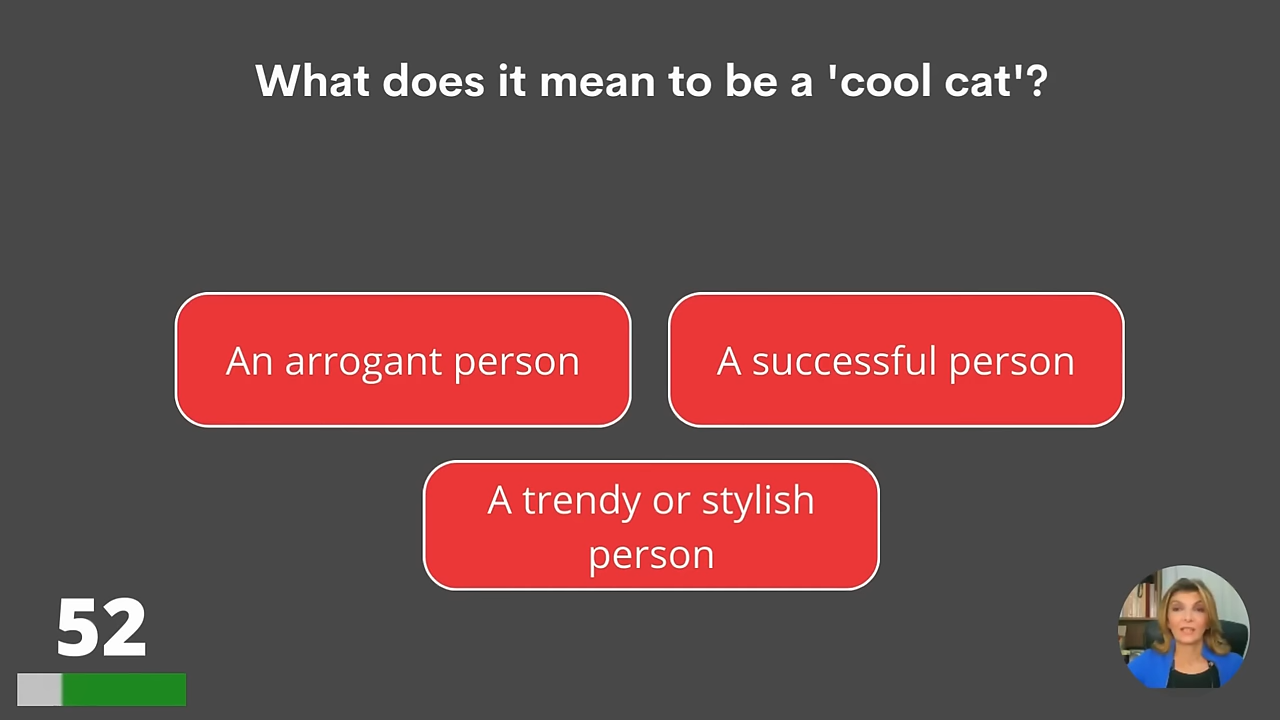 What does it mean to be a 'cool cat'?
An arrogant person
A successful person
A trendy or stylish
person
52